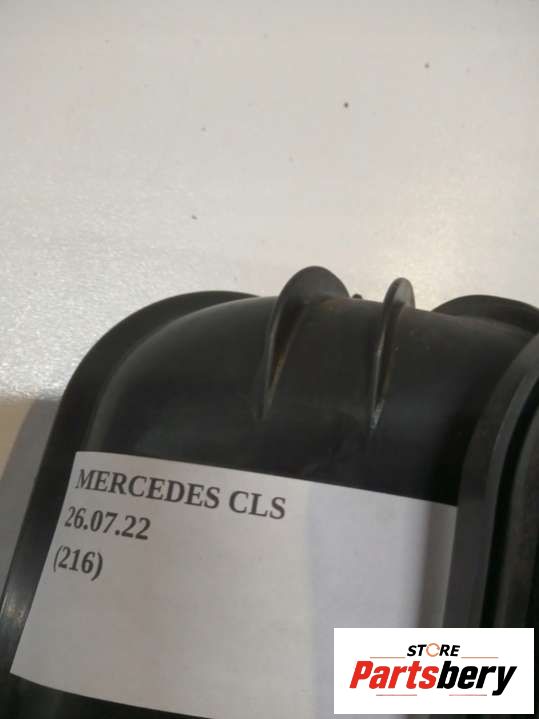 MERCEDES CLS
26.07.22
(216)
STORE
Partsbery